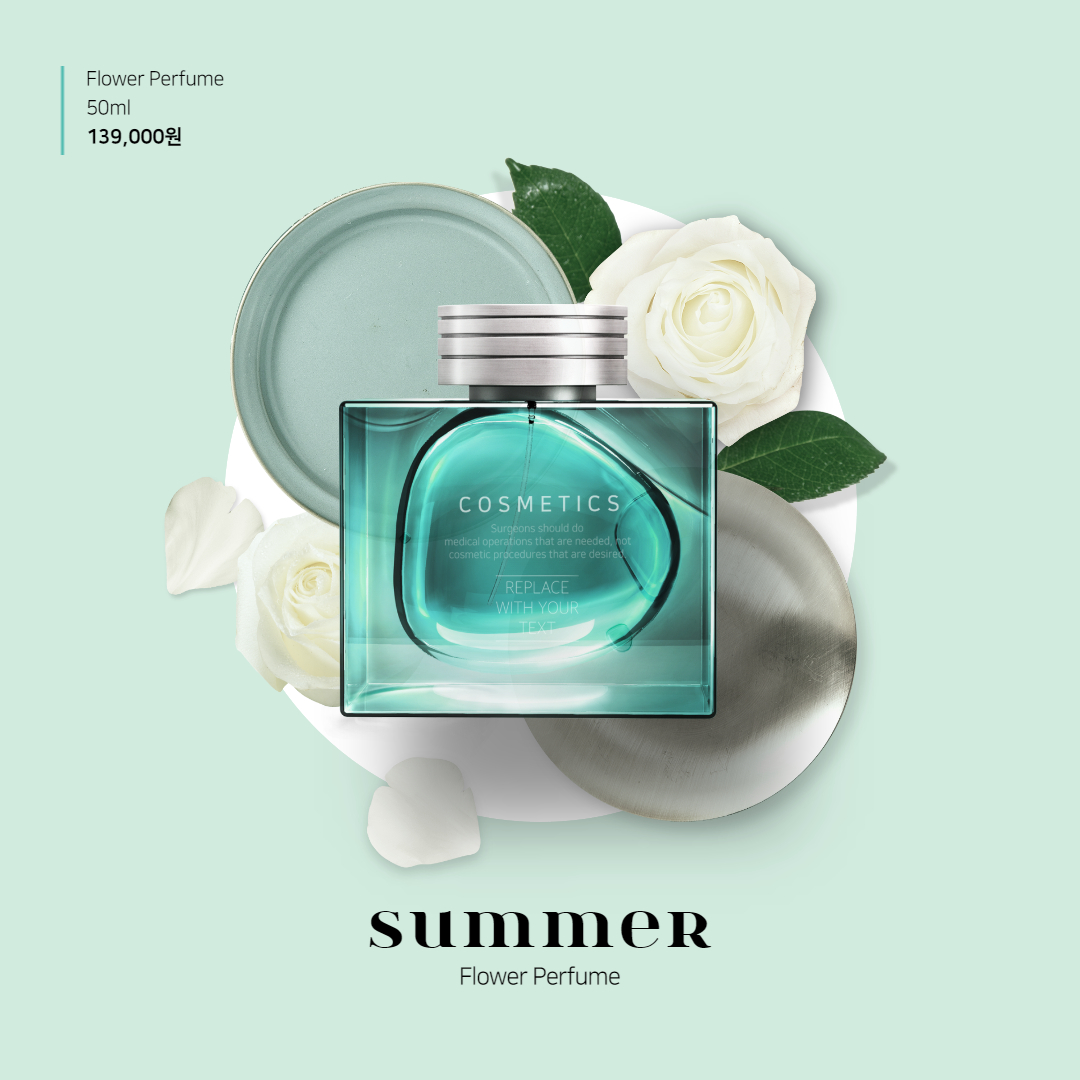 Flower Perfume
50ml
139,000원
COSMETICS
Surgeons should do
medical operations that are needed, not
cosmetic procedures that are desired
REPLACE
WITH YOUR
TEXT
summeR
Flower Perfume